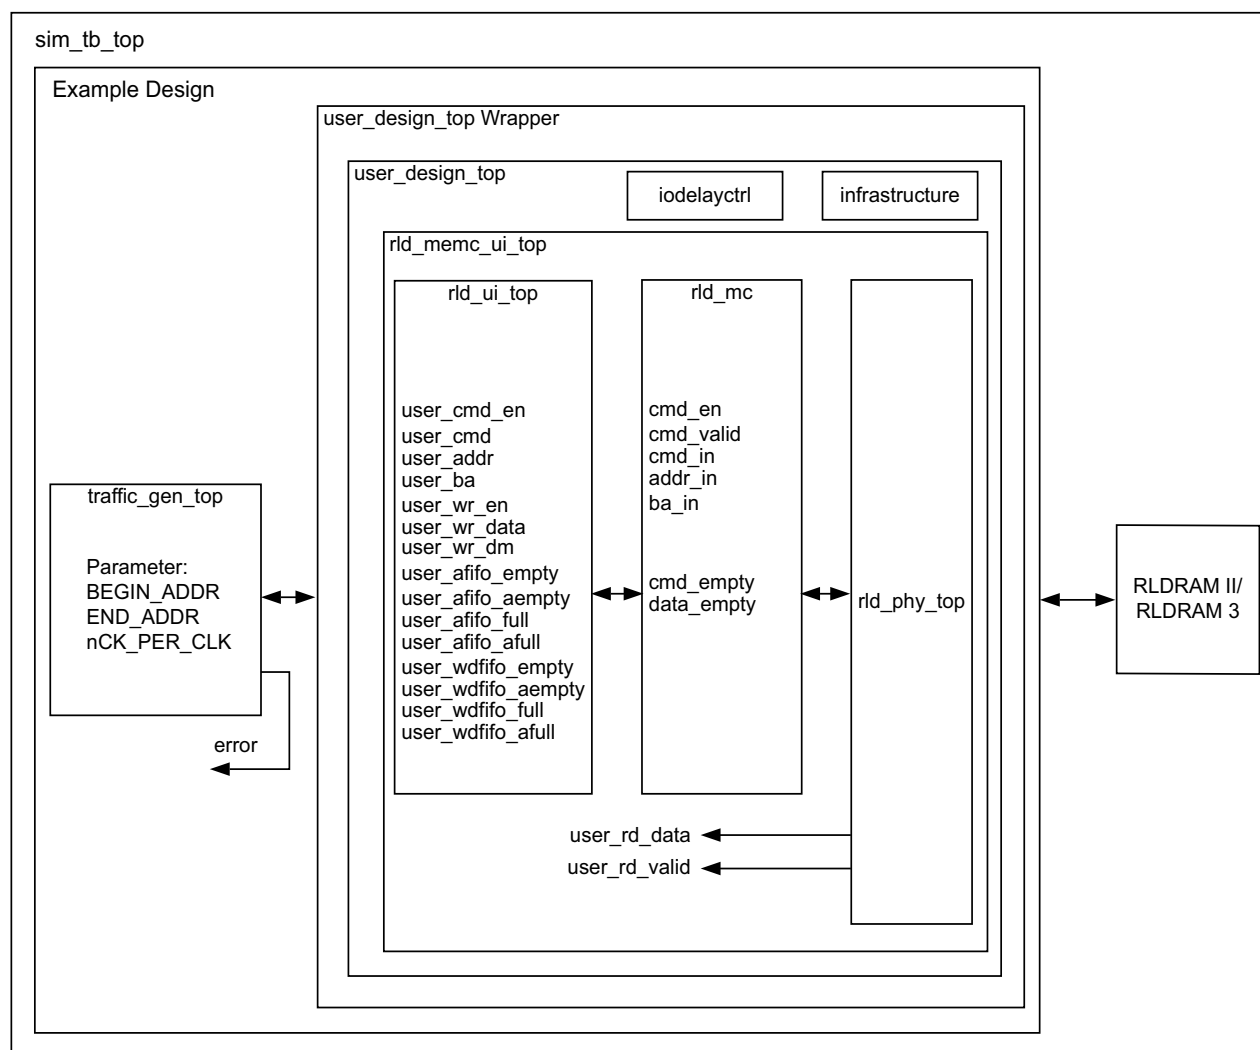 sim_tb_top
Example Design
user_design_top Wrapper
user_design_top
iodelayctrl
infrastructure
rld_memc_ui_top
rld_ui_top
user_cmd_en
user_cmd
user_addr
user_ba
user_wr_en
user_wr_data
user_wr_dm
user_afifo_empty
user_afifo_aempty
user_afifo_full
user_afifo_afull
user_wdfifo_empty
user_wdfifo_aempty
user_wdfifo_full
user_wdfifo_afull
rld_mc
cmd_en
cmd_valid
cmd_in
addr_in
ba_in
cmd_empty
data_empty
rld_phy_top
traffic_gen_top
Parameter:
BEGIN_ADDR
END_ADDR
nCK_PER_CLK
error
user_rd_data
user_rd_valid
RLDRAM II/
RLDRAM 3